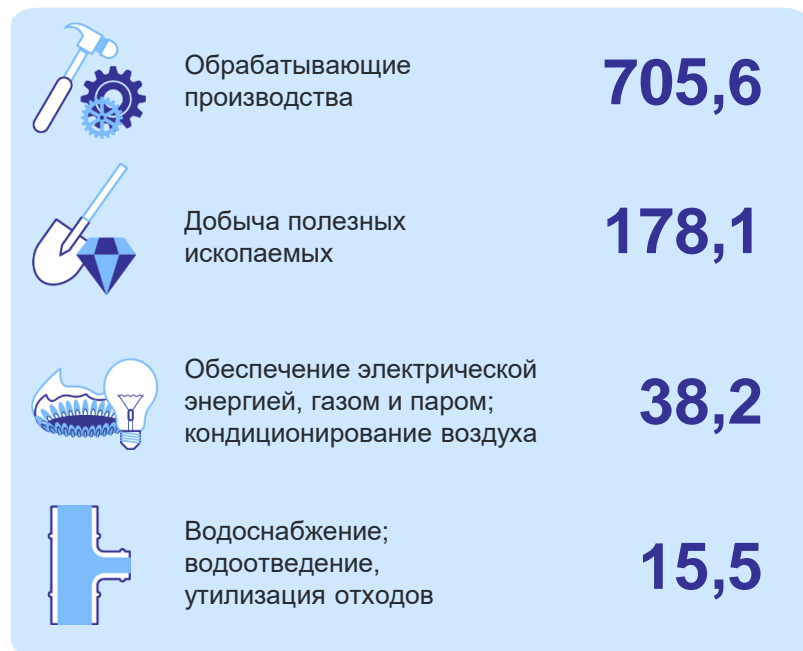 Обрабатывающие
производства
705,6
Добыча полезных
ископаемых
178,1
Обеспечение электрической
энергией, газом и паром;
кондиционирование воздуха
38,2
Водоснабжение;
водоотведение,
утилизация отходов
15,5